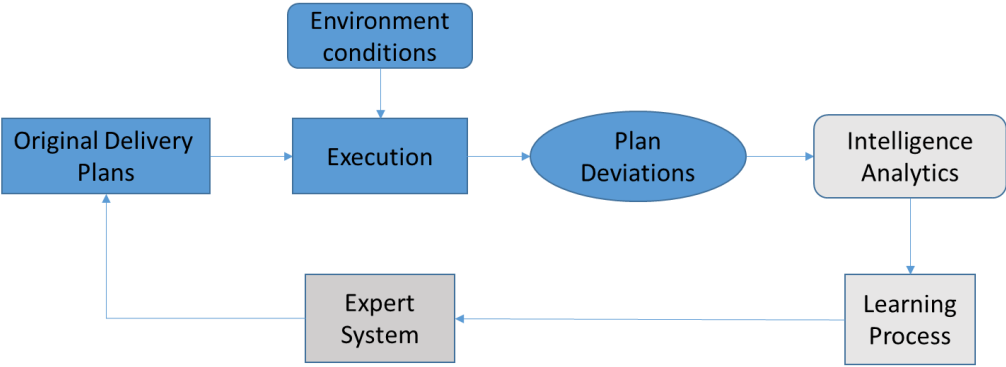 Environment
conditions
Original Delivery
Plans
Execution
Plan
Deviations
Intelligence
Analytics
Expert
System
Learning
Process